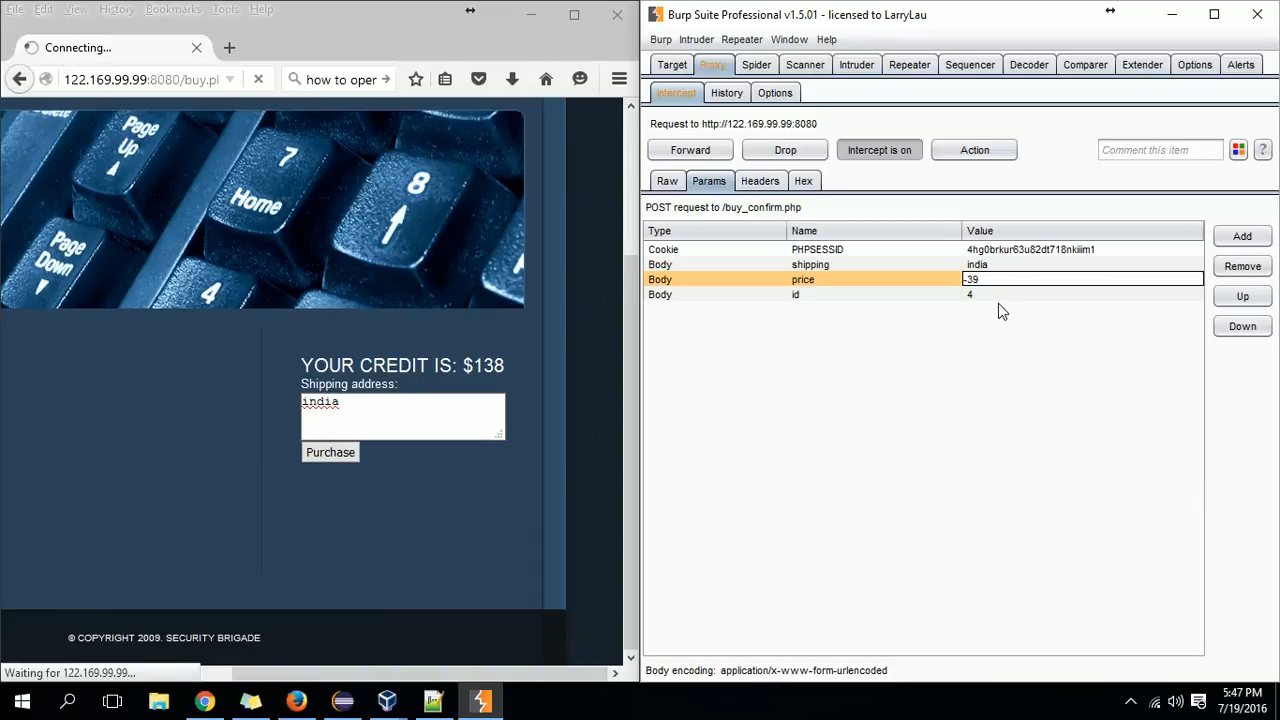 File Edit View History Bookmarks Tools Help
Connecting...
122.169.99.99:8080/buy.pl
how to oper
Delete
Page Up
7 Home
8
Page Down
4
YOUR CREDIT IS: $138
Shipping address:
india
Purchase
© COPYRIGHT 2009. SECURITY BRIGADE
Waiting for 122.169.99.99...
Burp Suite Professional v1.5.01 - licensed to LarryLau
Burp Intruder Repeater Window Help
Target Proxy Spider Scanner Intruder Repeater Sequencer Decoder Comparer Extender Options Alerts
Intercept History Options
Request to http://122.169.99.99:8080
Forward Drop Intercept is on Action Comment this item ?
Raw Params Headers Hex
POST request to /buy_confirm.php
Type Name Value
Cookie PHPSESSID 4hg0brkur63u82dt718nkiiim1
Body shipping india
Body price -39
Body id 4
Add
Remove
Up
Down
Body encoding: application/x-www-form-urlencoded
5:47 PM
7/19/2016